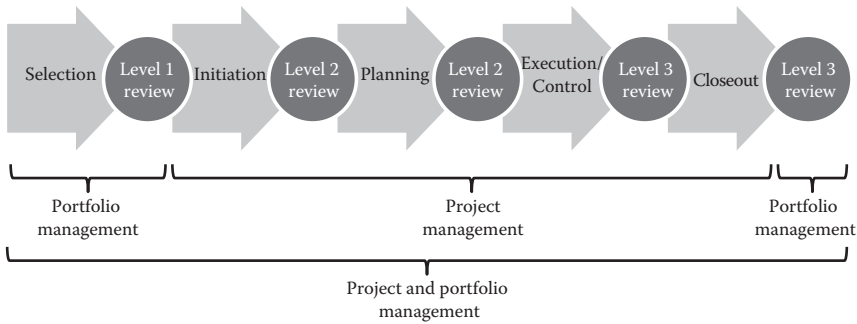 Selection
Level 1
review
Initiation
Level 2
review
Planning
Level 2
review
Execution/
Control
Level 3
review
Closeout
Level 3
review
Portfolio
management
Project
management
Portfolio
management
Project and portfolio
management